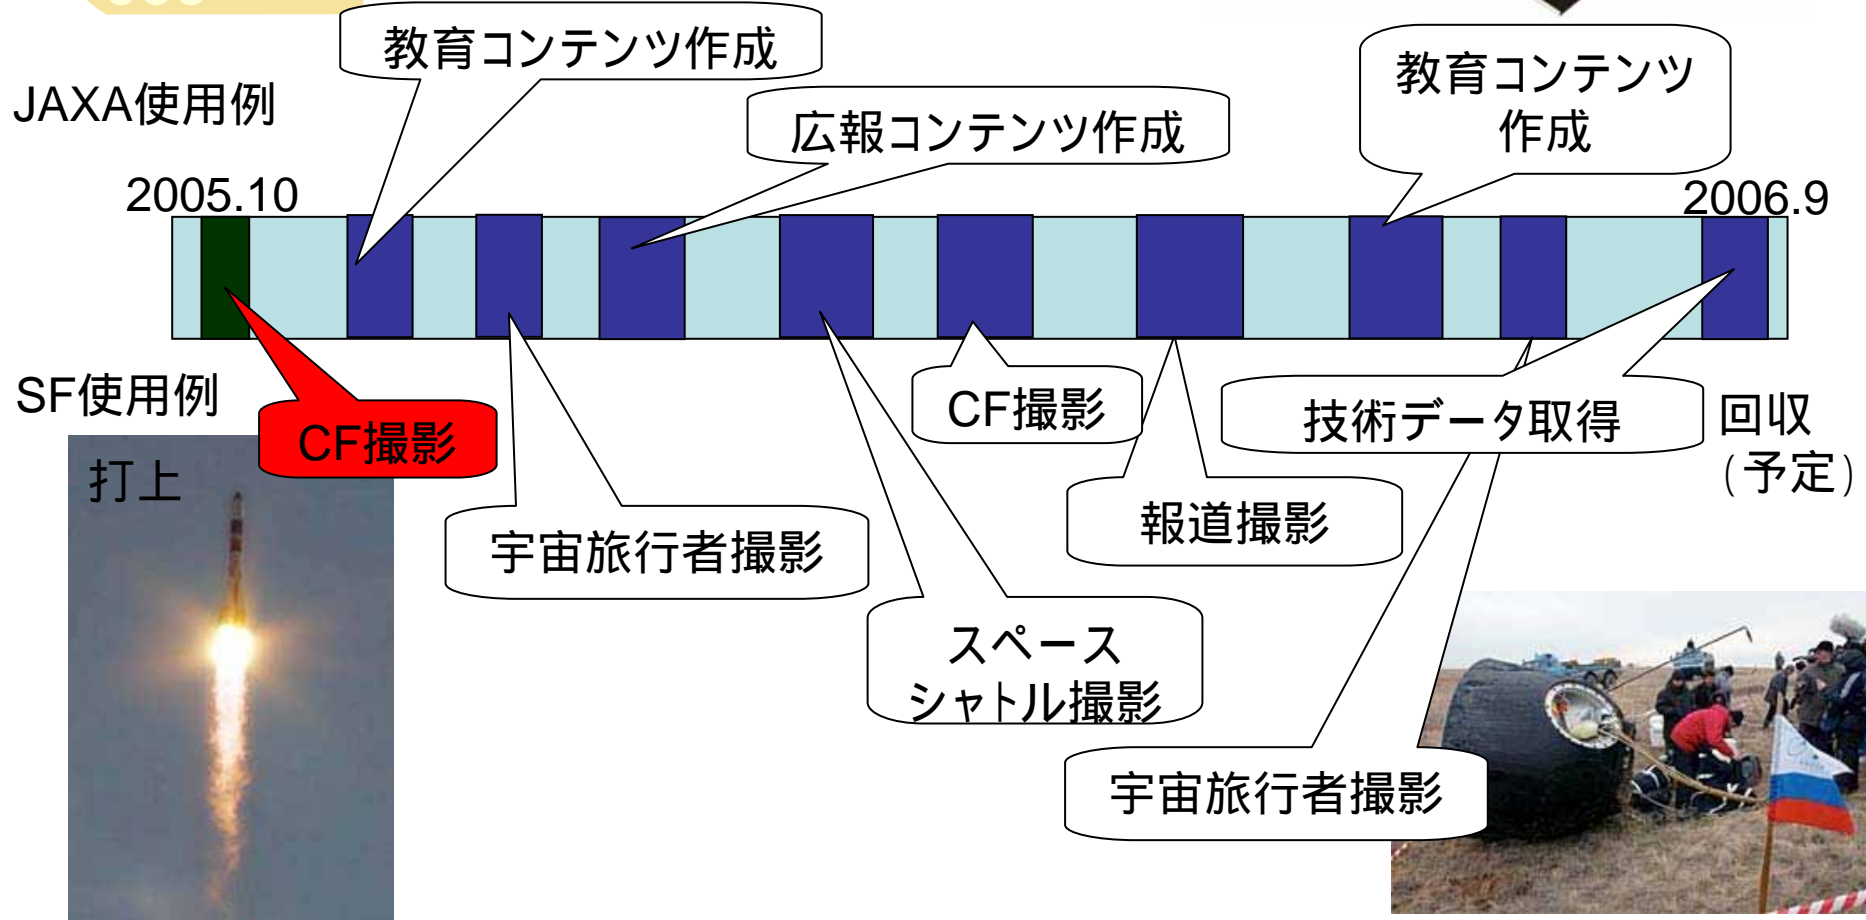 教育コンテンツ作成
教育コンテンツ
作成
JAXA使用例
広報コンテンツ作成
2005.10
2006.9
SF使用例
CF撮影
CF撮影
技術データ取得
回収
（予定）
打上
宇宙旅行者撮影
報道撮影
スペース
シャトル撮影
宇宙旅行者撮影